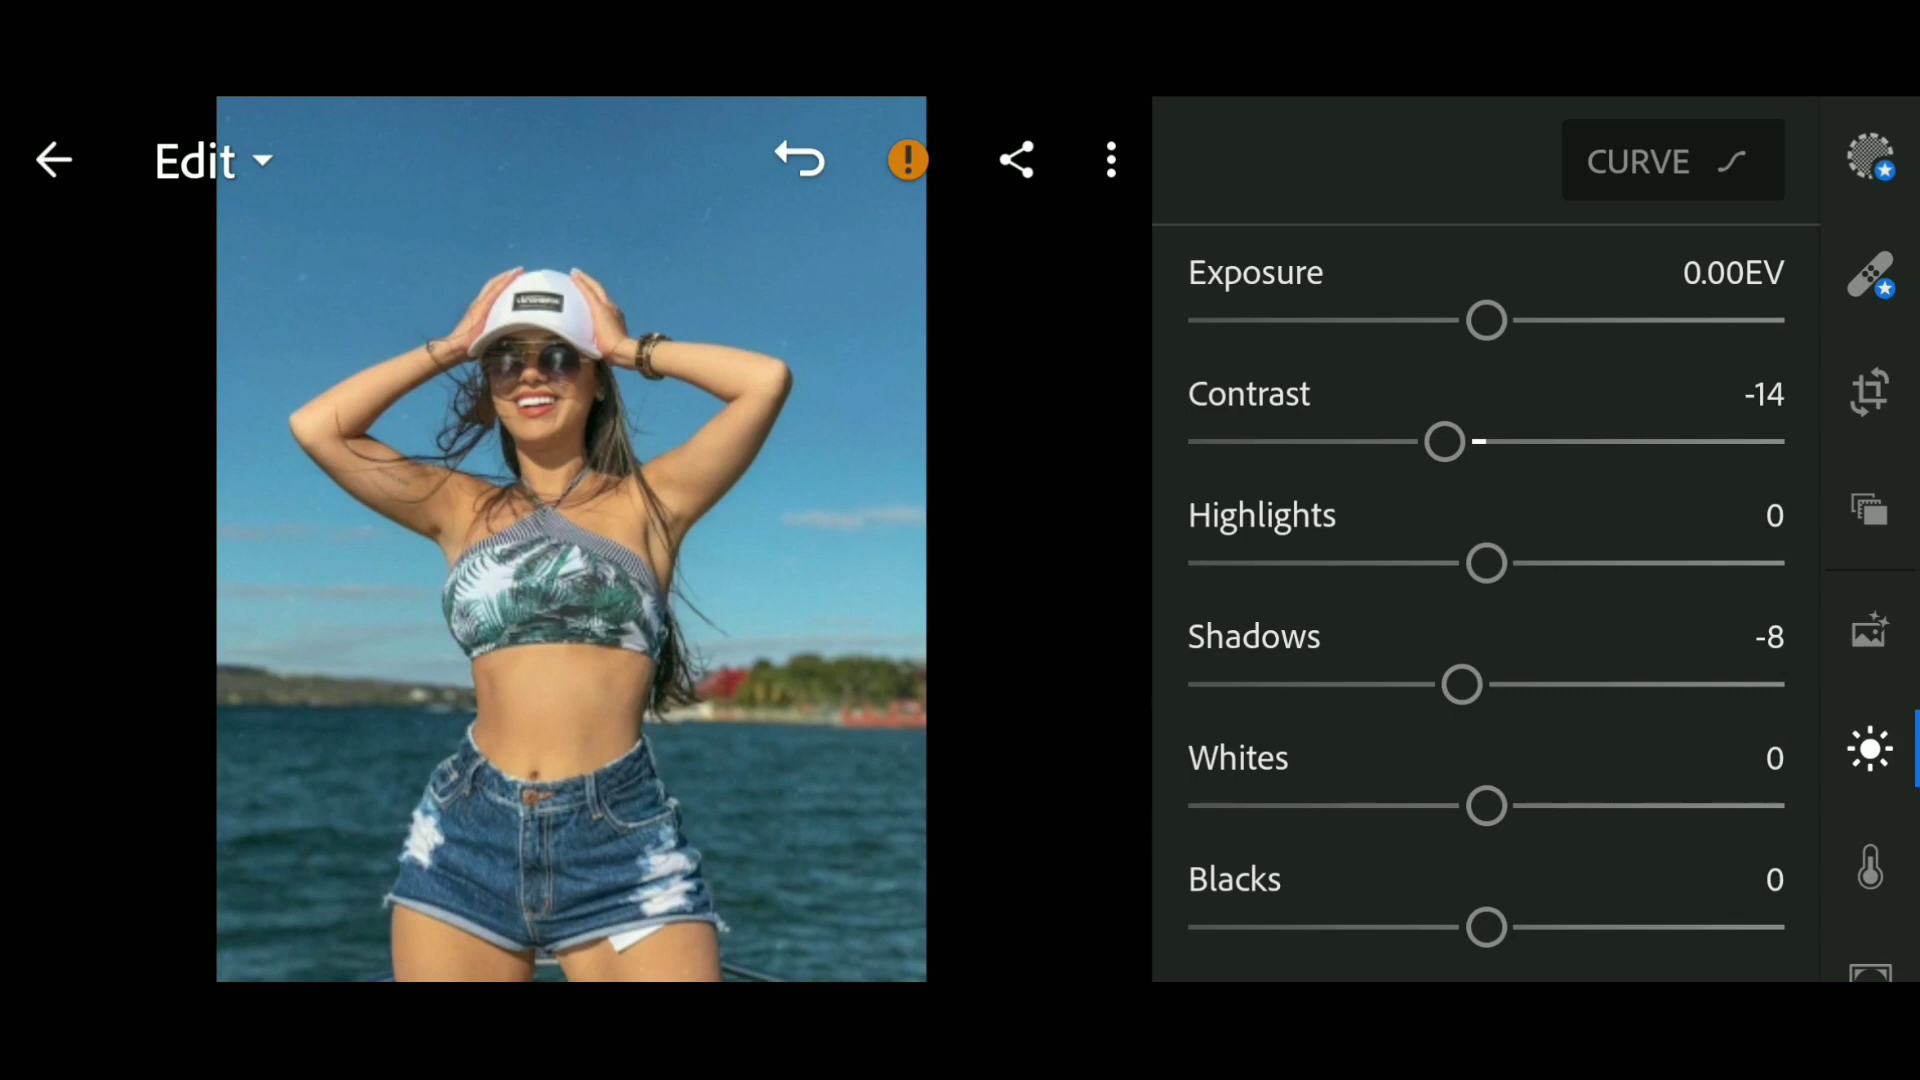 Edit
CURVE
Exposure 0.00EV
Contrast -14
Highlights 0
Shadows -8
Whites 0
Blacks 0